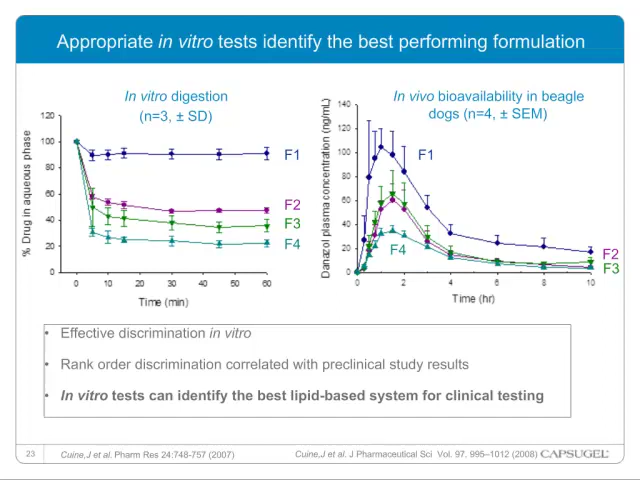 Appropriate in vitro tests identify the best performing formulation
In vitro digestion
(n=3, ± SD)
% Drug in aqueous phase
120
100
80
60
40
20
0
F1
F2
F3
F4
0 10 20 30 40 50 60
Time (min)
In vivo bioavailability in beagle
dogs (n=4, ± SEM)
Danazol plasma concentration (ng/mL)
140
120
100
80
60
40
20
0
F1
F4
F2
F3
0 2 4 6 8 10
Time (hr)
• Effective discrimination in vitro
• Rank order discrimination correlated with preclinical study results
• In vitro tests can identify the best lipid-based system for clinical testing
23
Cuine,J et al. Pharm Res 24:748-757 (2007)
Cuine,J et al. J Pharmaceutical Sci Vol. 97. 995–1012 (2008)
CAPSUGEL